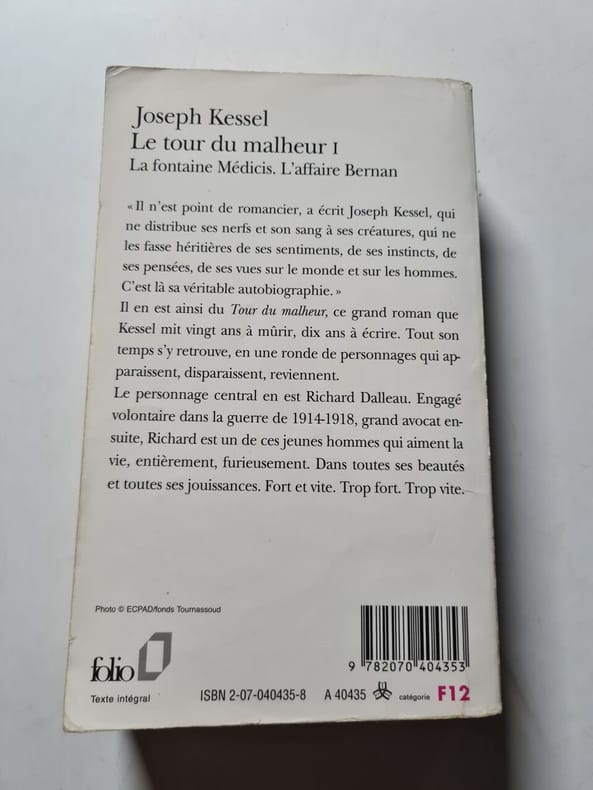 Joseph Kessel
Le tour du malheur I
La fontaine Médicis. L'affaire Bernan
« Il n'est point de romancier, a écrit Joseph Kessel, qui
ne distribue ses nerfs et son sang à ses créatures, qui ne
les fasse héritières de ses sentiments, de ses instincts, de
ses pensées, de ses vues sur le monde et sur les hommes.
C'est là sa véritable autobiographie. »
Il en est ainsi du Tour du malheur, ce grand roman que
Kessel mit vingt ans à mûrir, dix ans à écrire. Tout son
temps s'y retrouve, en une ronde de personnages qui ap-
paraissent, disparaissent, reviennent.
Le personnage central en est Richard Dalleau. Engagé
volontaire dans la guerre de 1914-1918, grand avocat en-
suite, Richard est un de ces jeunes hommes qui aiment la
vie, entièrement, furieusement. Dans toutes ses beautés
et toutes ses jouissances. Fort et vite. Trop fort. Trop vite.
Photo © ECPAD/fonds Tournassoud
9 782070 404353
folio
Texte intégral
ISBN 2-07-040435-8 A 40435 catégorie F12